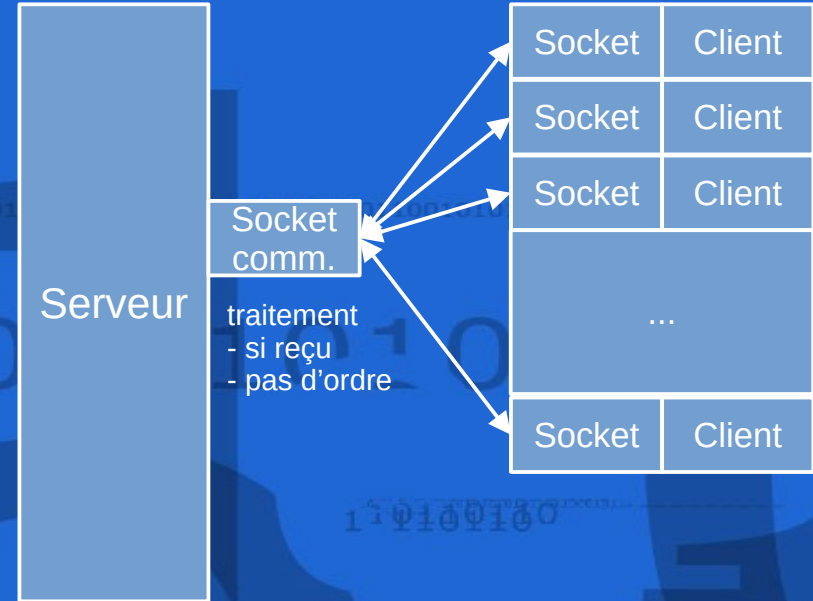 Serveur
Socket
comm.
traitement
- si reçu
- pas d’ordre
Socket Client
Socket Client
Socket Client
...
Socket Client